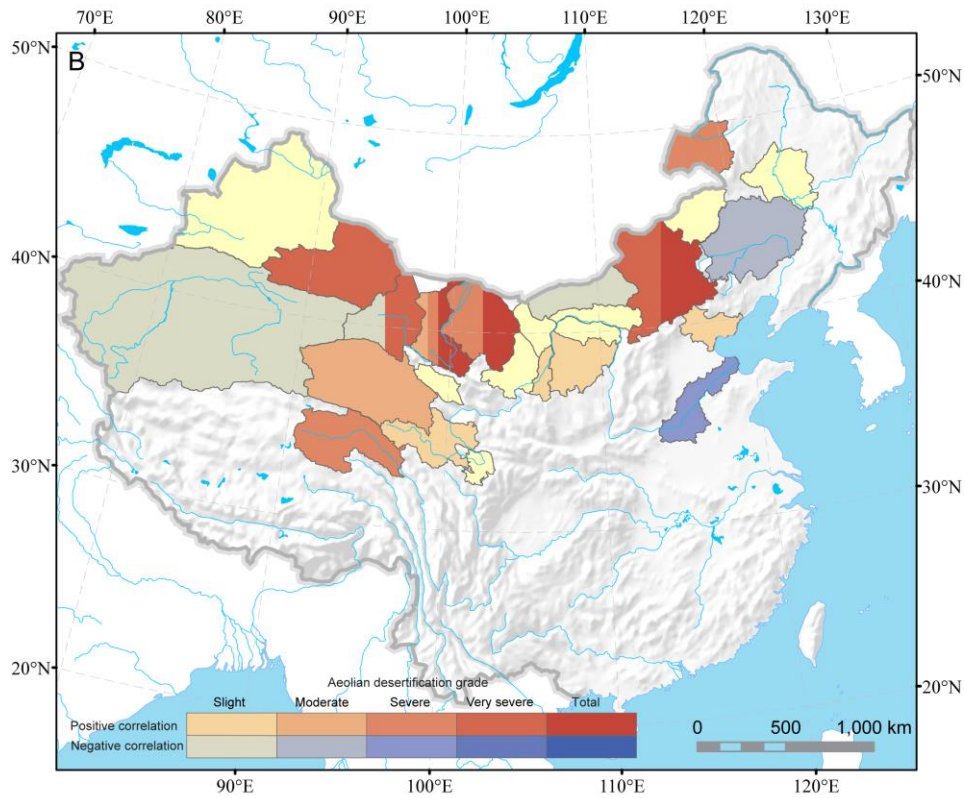 70°E 80°E 90°E 100°E 110°E 120°E 130°E
50°N B 50°N
40°N 40°N
30°N 30°N
20°N 20°N
Aeolian desertification grade
Slight Moderate Severe Very severe Total
Positive correlation
Negative correlation
0 500 1,000 km
90°E 100°E 110°E 120°E